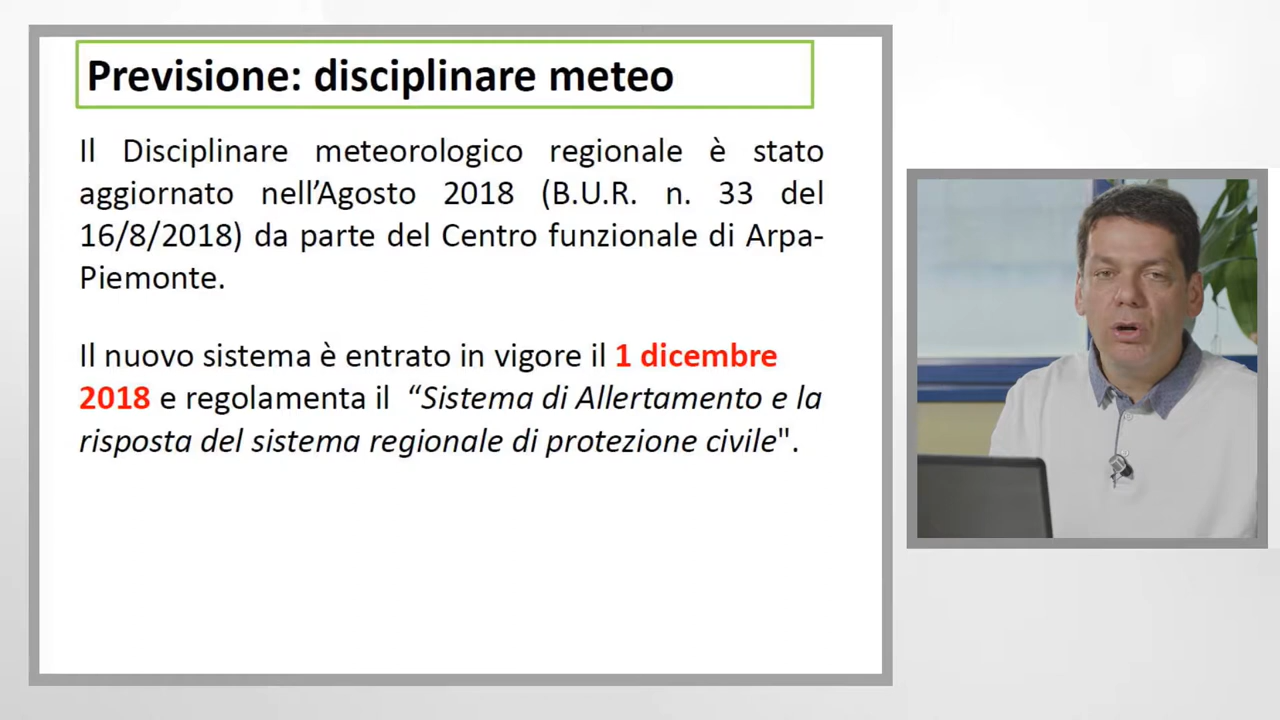 Previsione: disciplinare meteo
Il Disciplinare meteorologico regionale è stato
aggiornato nell’Agosto 2018 (B.U.R. n. 33 del
16/8/2018) da parte del Centro funzionale di Arpa-
Piemonte.
Il nuovo sistema è entrato in vigore il 1 dicembre
2018 e regolamenta il “Sistema di Allertamento e la
risposta del sistema regionale di protezione civile".